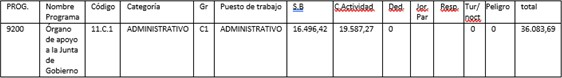 PROG. Nombre Programa Código Categoría Gr Puesto de trabajo S.B C.Actividad. Ded. Jor. Par Resp. Tur/ noct Peligro total
9200 Órgano de apoyo a la Junta de Gobierno 11.C.1 ADMINISTRATIVO C1 ADMINISTRATIVO 16.496,42 19.587,27 0 0 0 36.083,69